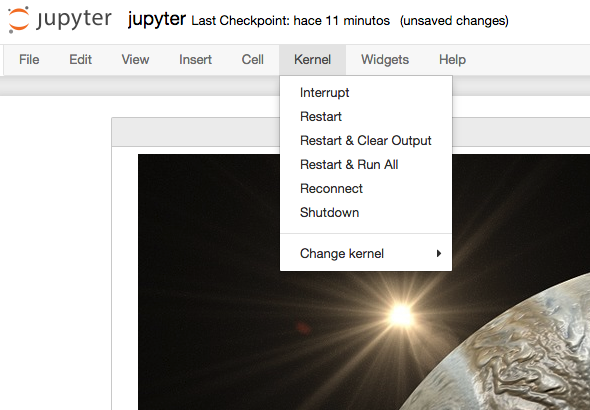 jupyter jupyter Last Checkpoint: hace 11 minutos (unsaved changes)
File Edit View Insert Cell Kernel Widgets Help
Interrupt
Restart
Restart & Clear Output
Restart & Run All
Reconnect
Shutdown
Change kernel